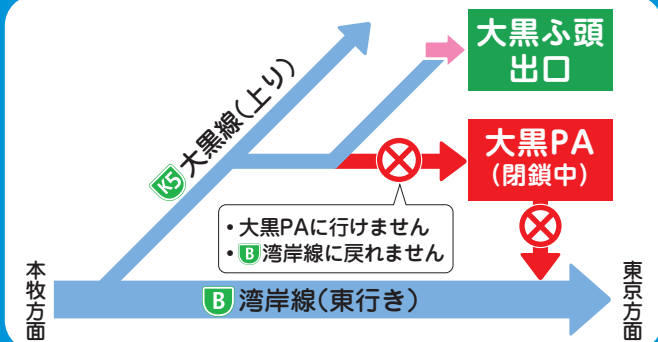 大黒ふ頭
出口
K5 大黒線(上り)
大黒PA
(閉鎖中)
・大黒PAに行けません
・B 湾岸線に戻れません
本牧方面
B 湾岸線(東行き)
東京方面